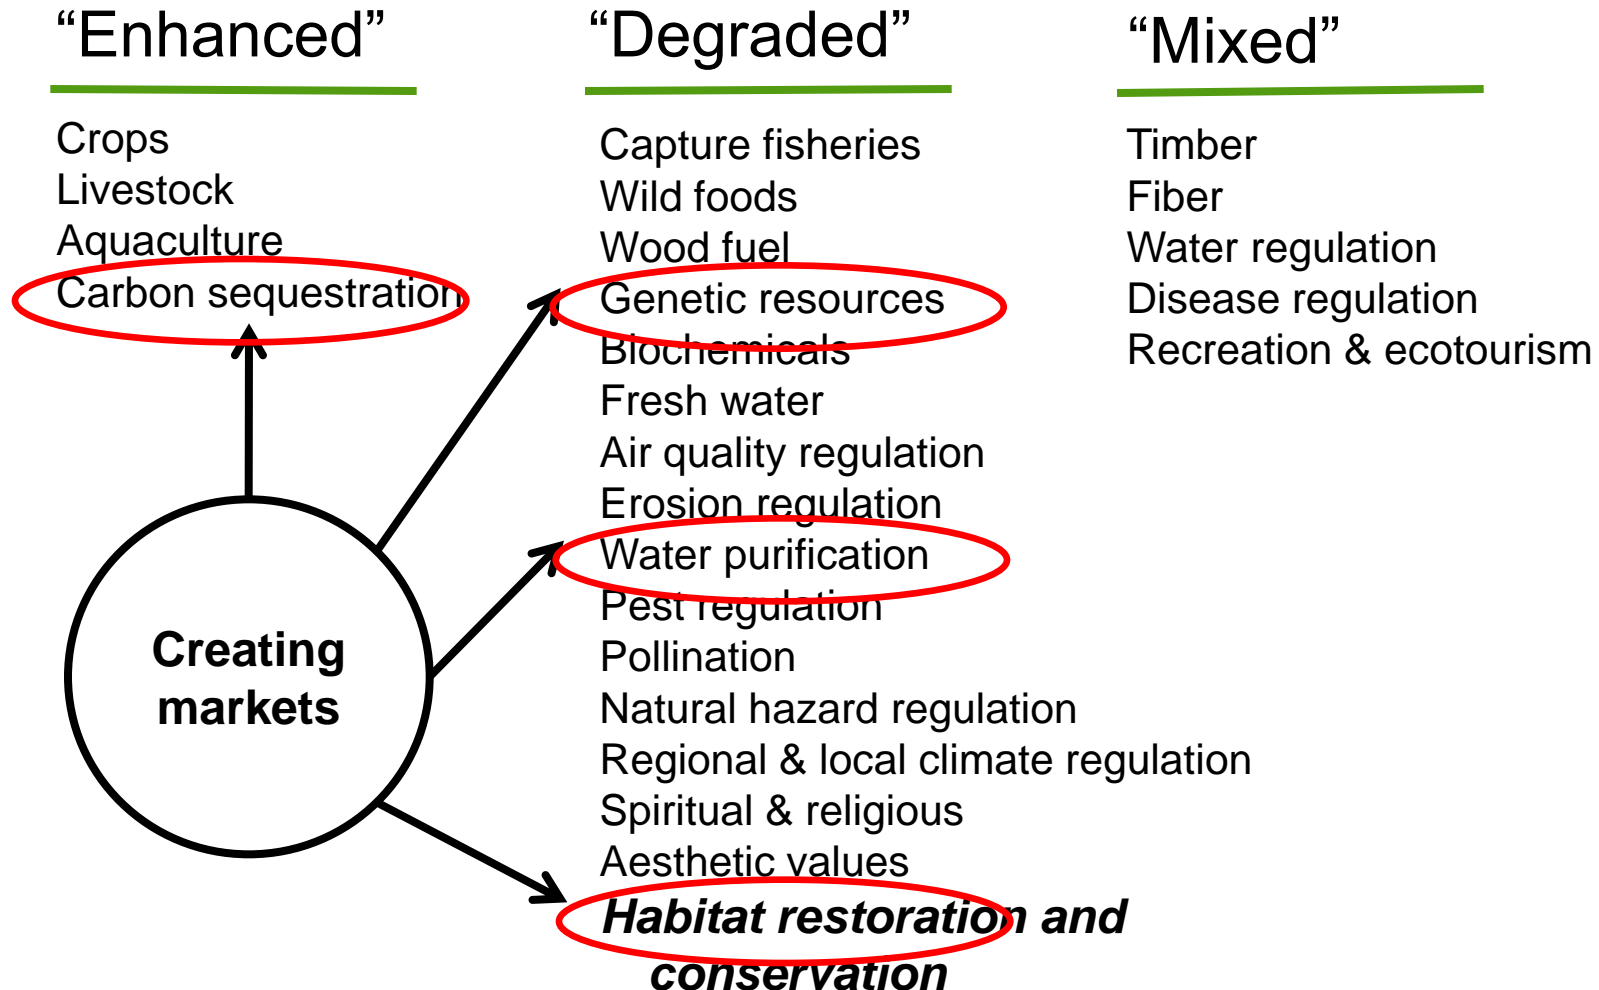 “Enhanced”
Crops
Livestock
Aquaculture
Carbon sequestration
“Degraded”
Capture fisheries
Wild foods
Wood fuel
Genetic resources
Biochemicals
Fresh water
Air quality regulation
Erosion regulation
Water purification
Pest regulation
Pollination
Natural hazard regulation
Regional & local climate regulation
Spiritual & religious
Aesthetic values
Habitat restoration and
conservation
“Mixed”
Timber
Fiber
Water regulation
Disease regulation
Recreation & ecotourism
Creating
markets